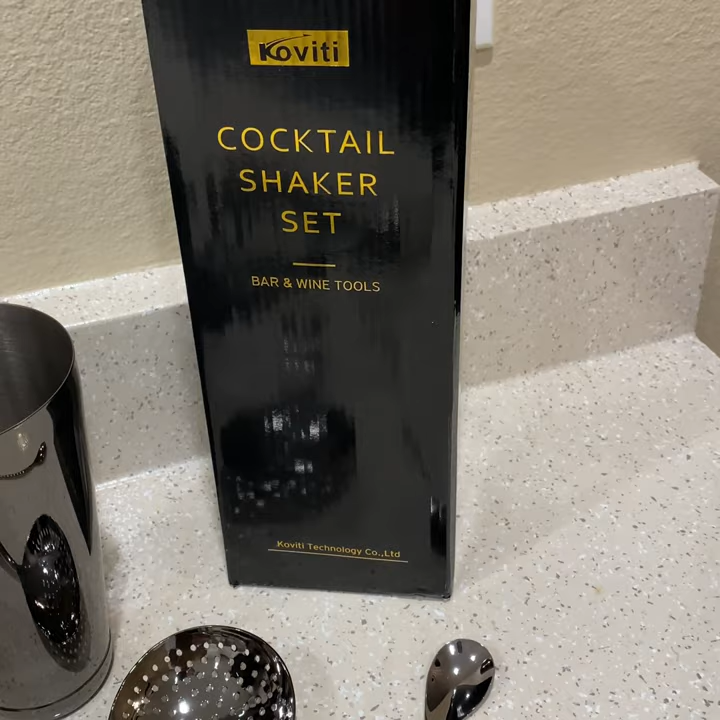 Koviti
COCKTAIL
SHAKER
SET
BAR & WINE TOOLS
Koviti Technology Co.,Ltd